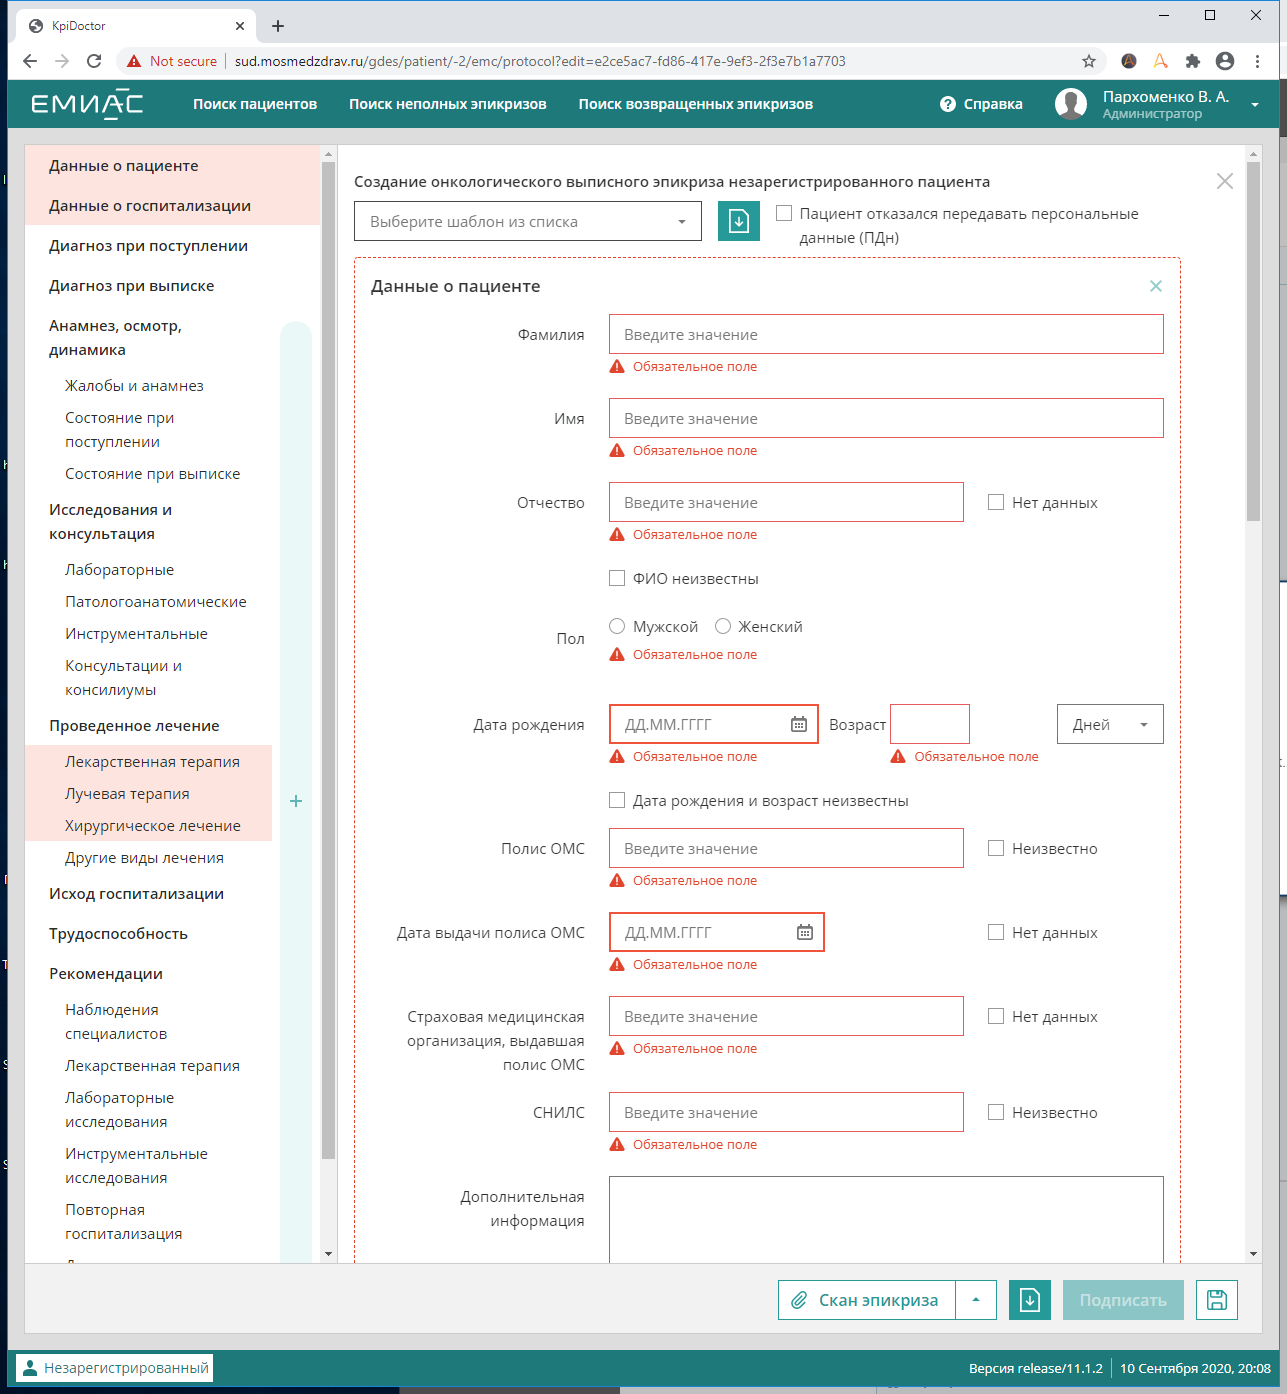 KpiDoctor
Not secure
sud.mosmedzdrav.ru/gdes/patient/-2/emc/protocol?edit=e2ce5ac7-fd86-417e-9ef3-2f3e7b1a7703
ЕМИАС
Поиск пациентов
Поиск неполных эпикризов
Поиск возвращенных эпикризов
Справка
Пархоменко В. А.
Администратор
Данные о пациенте
Данные о госпитализации
Диагноз при поступлении
Диагноз при выписке
Анамнез, осмотр,
динамика
Жалобы и анамнез
Состояние при
поступлении
Состояние при выписке
Исследования и
консультация
Лабораторные
Патологоанатомические
Инструментальные
Консультации и
консилиумы
Проведенное лечение
Лекарственная терапия
Лучевая терапия
Хирургическое лечение
Другие виды лечения
Исход госпитализации
Трудоспособность
Рекомендации
Наблюдения
специалистов
Лекарственная терапия
Лабораторные
исследования
Инструментальные
исследования
Повторная
госпитализация
Создание онкологического выписного эпикриза незарегистрированного пациента
Выберите шаблон из списка
Пациент отказался передавать персональные
данные (ПДн)
Данные о пациенте
Фамилия
Введите значение
Обязательное поле
Имя
Введите значение
Обязательное поле
Отчество
Введите значение
Нет данных
Обязательное поле
ФИО неизвестны
Пол
Мужской
Женский
Обязательное поле
Дата рождения
ДД.ММ.ГГГГ
Возраст
Дней
Обязательное поле
Обязательное поле
Дата рождения и возраст неизвестны
Полис ОМС
Введите значение
Неизвестно
Обязательное поле
Дата выдачи полиса ОМС
ДД.ММ.ГГГГ
Нет данных
Обязательное поле
Страховая медицинская
организация, выдавшая
полис ОМС
Введите значение
Нет данных
Обязательное поле
СНИЛС
Введите значение
Неизвестно
Обязательное поле
Дополнительная
информация
Скан эпикриза
Подписать
Незарегистрированный
Версия release/11.1.2
10 Сентября 2020, 20:08